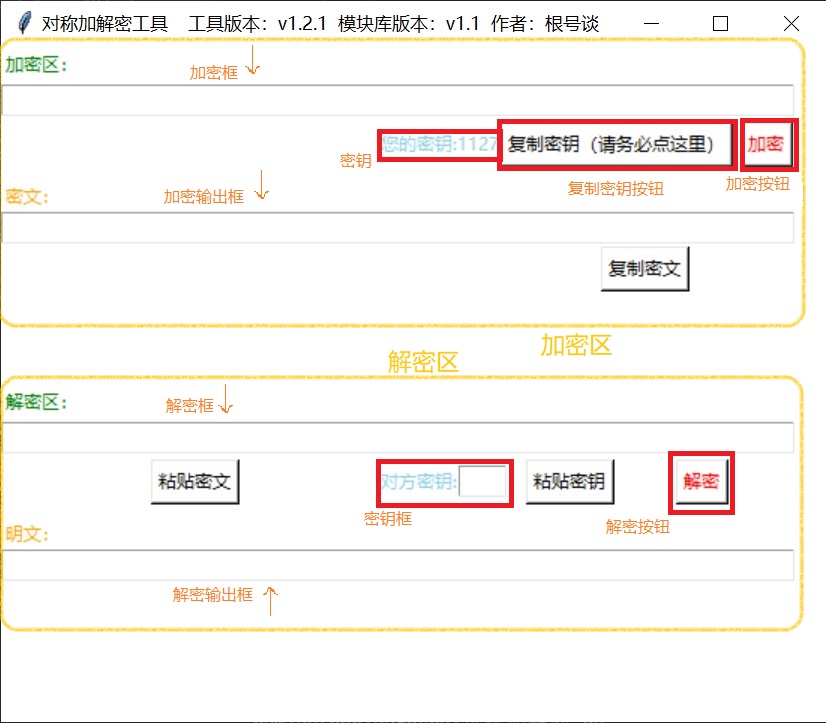 对称加解密工具 工具版本：v1.2.1 模块库版本：v1.1 作者：根号谈
加密区：
加密框
您的密钥:1127 复制密钥（请务必点这里） 加密
密钥
复制密钥按钮 加密按钮
密文：
加密输出框
复制密文
加密区
解密区
解密区：
解密框
粘贴密文 对方密钥: 粘贴密钥 解密
密钥框 解密按钮
明文：
解密输出框